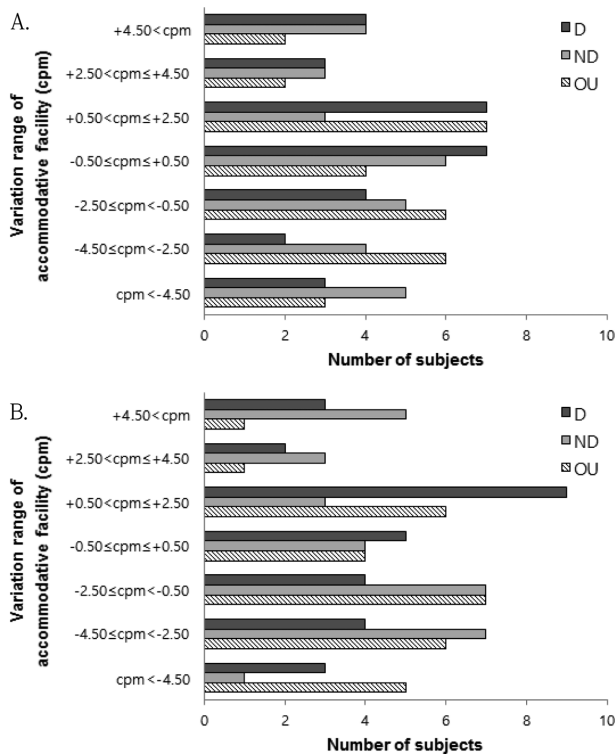 A.
Variation range of
accommodative facility (cpm)
+4.50<cpm
+2.50<cpm≤+4.50
+0.50<cpm≤+2.50
-0.50≤cpm≤+0.50
-2.50≤cpm<-0.50
-4.50≤cpm<-2.50
cpm<-4.50
0 2 4 6 8 10
Number of subjects
D
ND
OU
B.
Variation range of
accommodative facility (cpm)
+4.50<cpm
+2.50<cpm≤+4.50
+0.50<cpm≤+2.50
-0.50≤cpm≤+0.50
-2.50≤cpm<-0.50
-4.50≤cpm<-2.50
cpm<-4.50
0 2 4 6 8 10
Number of subjects
D
ND
OU